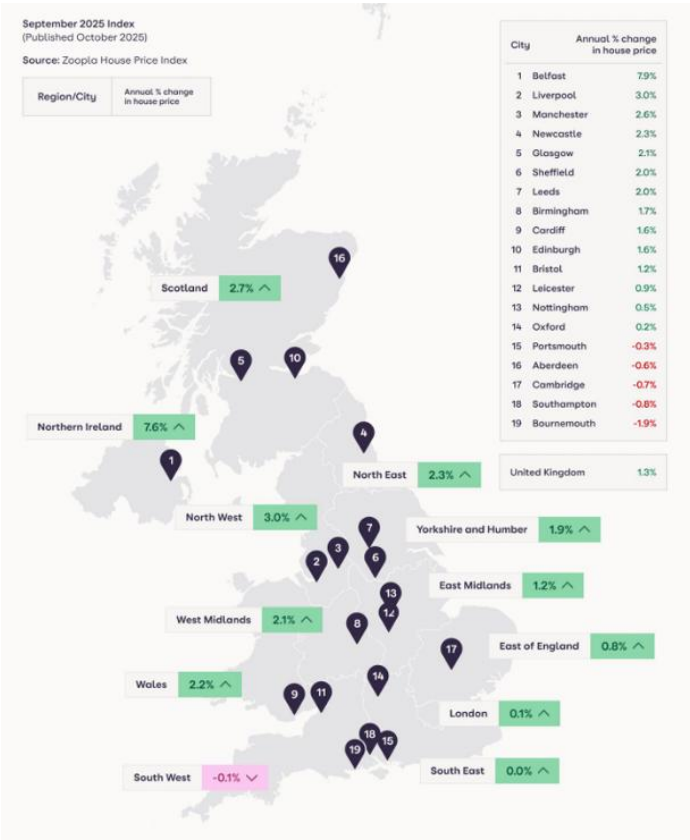 September 2025 Index
(Published October 2025)
Source: Zoopla House Price Index
Region/City
Annual % change
in house price
City
Annual % change
in house price
1 Belfast 7.9%
2 Liverpool 3.0%
3 Manchester 2.6%
4 Newcastle 2.3%
5 Glasgow 2.1%
6 Sheffield 2.0%
7 Leeds 2.0%
8 Birmingham 1.7%
9 Cardiff 1.6%
10 Edinburgh 1.6%
11 Bristol 1.2%
12 Leicester 0.9%
13 Nottingham 0.5%
14 Oxford 0.2%
15 Portsmouth -0.3%
16 Aberdeen -0.6%
17 Cambridge -0.7%
18 Southampton -0.8%
19 Bournemouth -1.9%
United Kingdom 1.3%
16
Scotland 2.7%
5
10
Northern Ireland 7.6%
4
1
North East 2.3%
North West 3.0%
7
Yorkshire and Humber 1.9%
3
2
6
East Midlands 1.2%
13
12
West Midlands 2.1%
8
17
East of England 0.8%
14
Wales 2.2%
9
11
London 0.1%
18
15
19
South West -0.1%
South East 0.0%